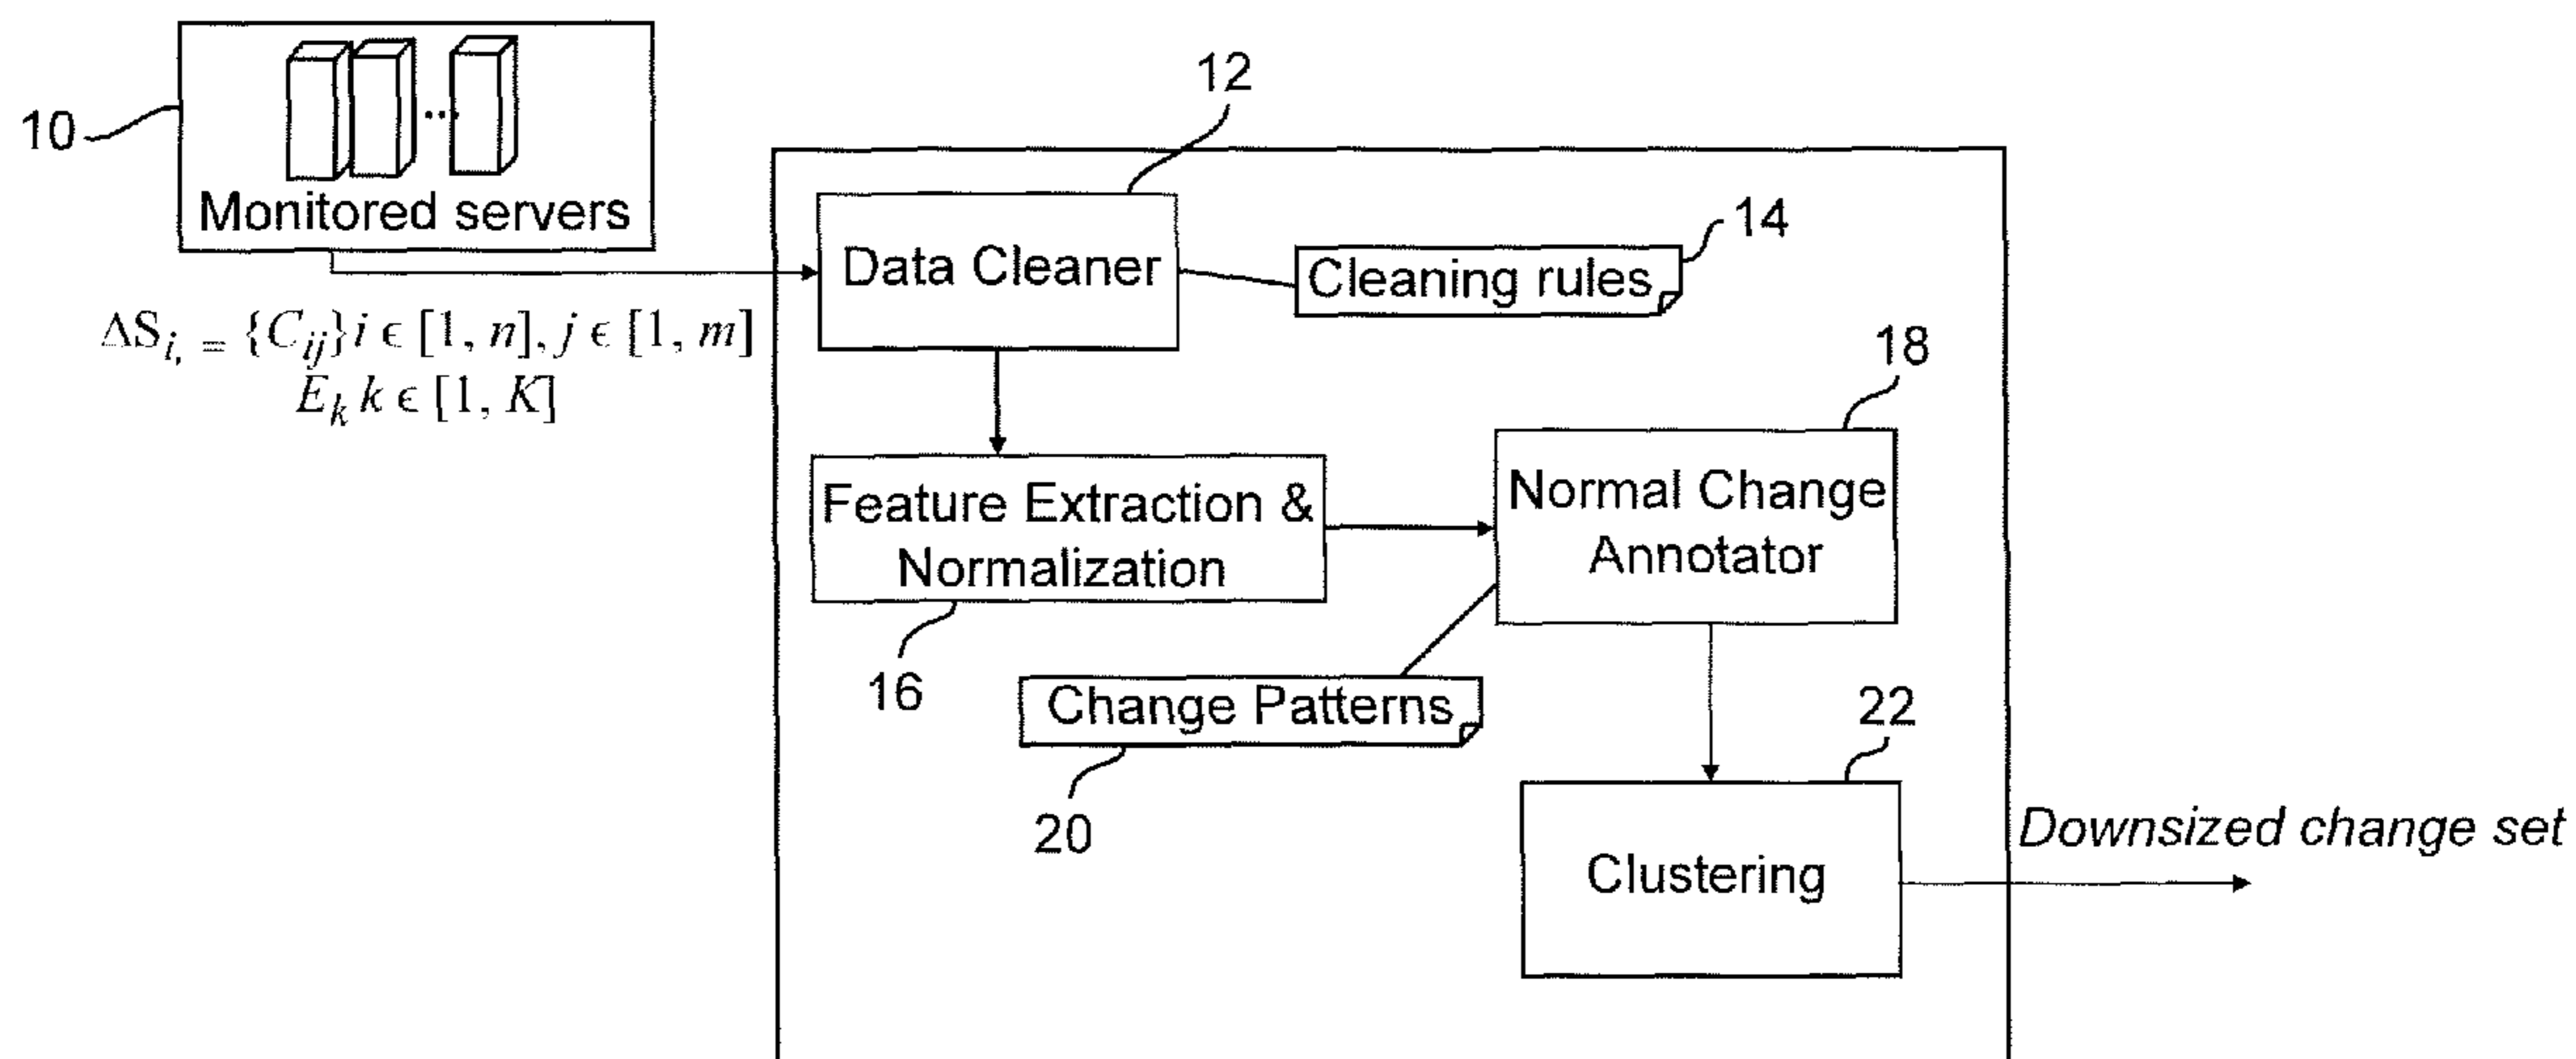 10
...
Monitored servers
ΔS_i, = {C_ij} i ϵ [1, n], j ϵ [1, m]
E_k k ϵ [1, K]
12
Data Cleaner
Cleaning rules
14
Feature Extraction &
Normalization
16
Normal Change
Annotator
18
Change Patterns
20
22
Clustering
Downsized change set